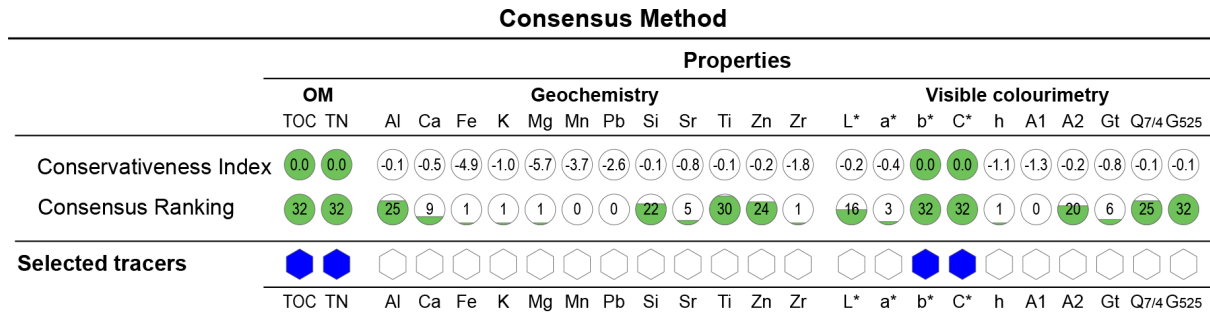 Consensus Method
Properties
OM Geochemistry Visible colourimetry
TOC TN Al Ca Fe K Mg Mn Pb Si Sr Ti Zn Zr L* a* b* C* h A1 A2 Gt Q7/4 G525
Conservativeness Index 0.0 0.0 -0.1 -0.5 -4.9 -1.0 -5.7 -3.7 -2.6 -0.1 -0.8 -0.1 -0.2 -1.8 -0.2 -0.4 0.0 0.0 -1.1 -1.3 -0.2 -0.8 -0.1 -0.1
Consensus Ranking 32 32 25 9 1 1 1 0 0 22 5 30 24 1 16 3 32 32 1 0 20 6 25 32
Selected tracers
TOC TN Al Ca Fe K Mg Mn Pb Si Sr Ti Zn Zr L* a* b* C* h A1 A2 Gt Q7/4 G525